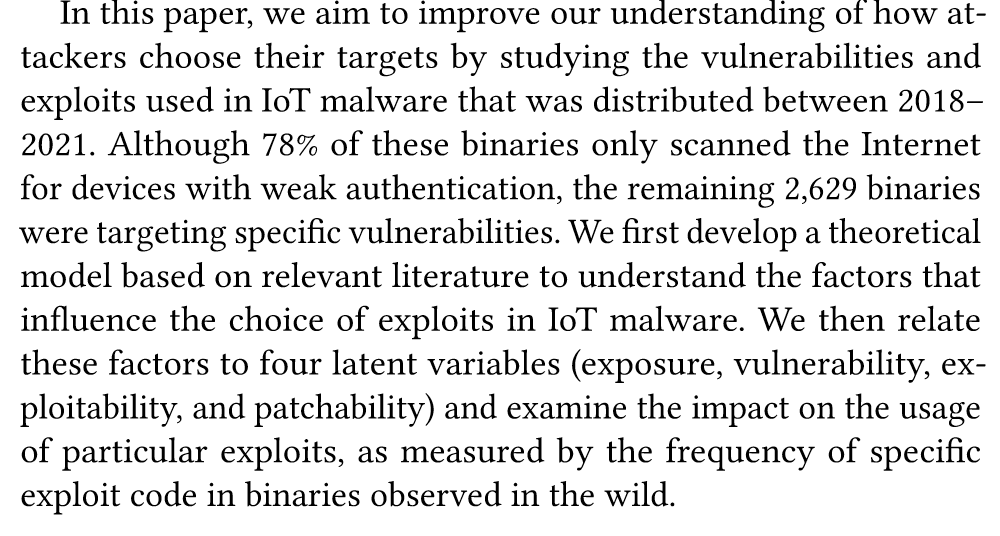 In this paper, we aim to improve our understanding of how at-
tackers choose their targets by studying the vulnerabilities and
exploits used in IoT malware that was distributed between 2018–
2021. Although 78% of these binaries only scanned the Internet
for devices with weak authentication, the remaining 2,629 binaries
were targeting specific vulnerabilities. We first develop a theoretical
model based on relevant literature to understand the factors that
influence the choice of exploits in IoT malware. We then relate
these factors to four latent variables (exposure, vulnerability, ex-
ploitability, and patchability) and examine the impact on the usage
of particular exploits, as measured by the frequency of specific
exploit code in binaries observed in the wild.